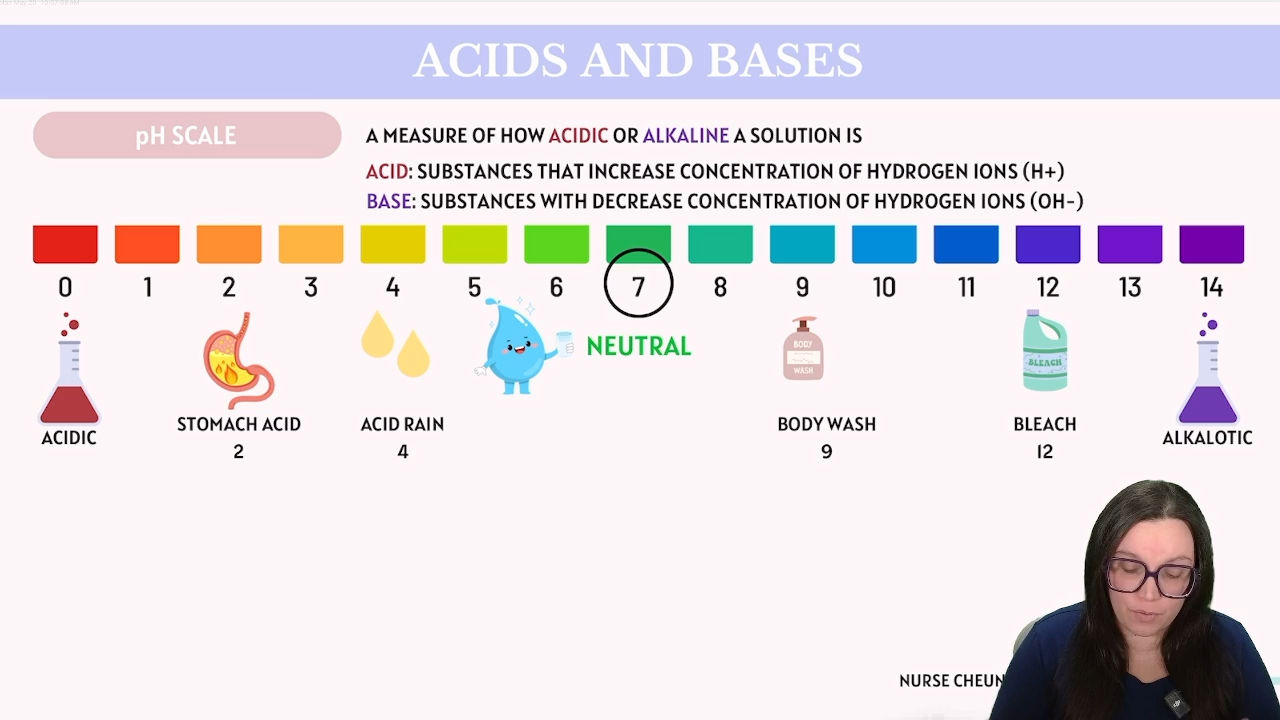 ACIDS AND BASES
pH SCALE
A MEASURE OF HOW ACIDIC OR ALKALINE A SOLUTION IS
ACID: SUBSTANCES THAT INCREASE CONCENTRATION OF HYDROGEN IONS (H+)
BASE: SUBSTANCES WITH DECREASE CONCENTRATION OF HYDROGEN IONS (OH-)
0 1 2 3 4 5 6 7 8 9 10 11 12 13 14
NEUTRAL
BODY
WASH
BLEACH
ACIDIC
STOMACH ACID
2
ACID RAIN
4
BODY WASH
9
BLEACH
12
ALKALOTIC
NURSE CHEUN